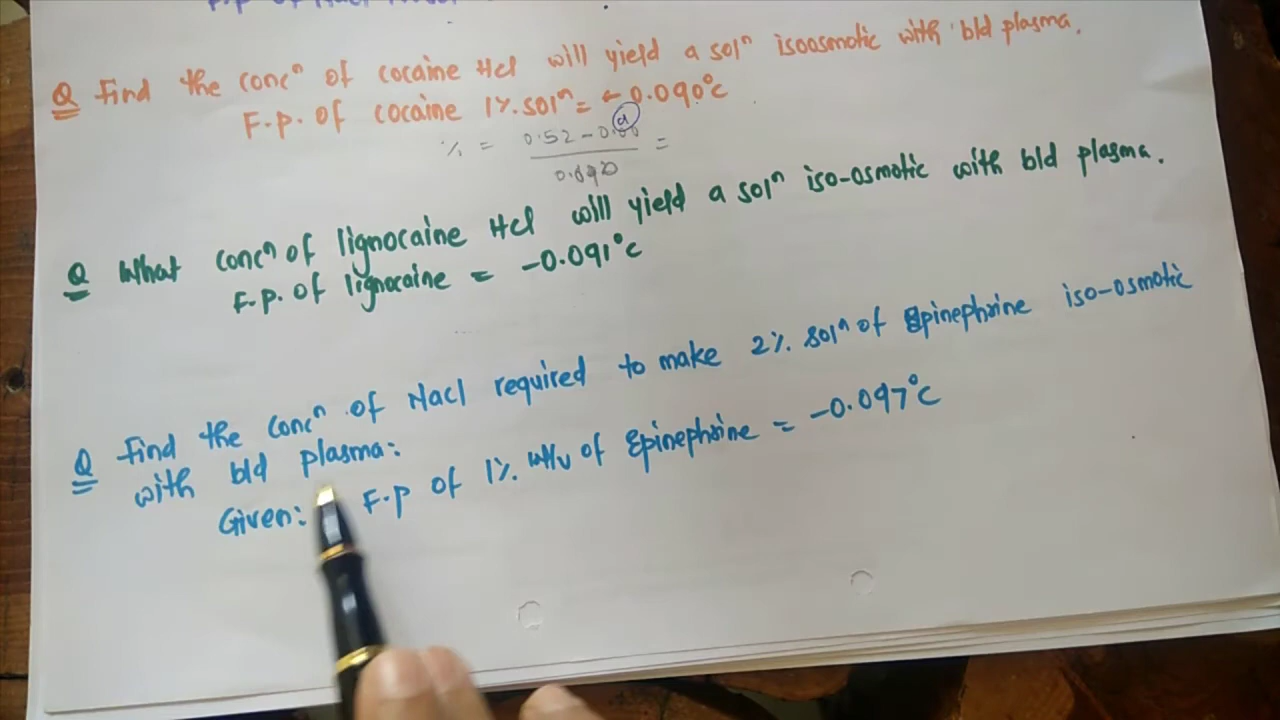 Q Find the concⁿ of cocaine Hcl will yield a solⁿ isoosmotic with bld plasma.
F.p. of cocaine 1% solⁿ = -0.090°c
% = 0.52 - 0.00 a =
0.090
Q What concⁿ of lignocaine Hcl will yield a solⁿ iso-osmotic with bld plasma.
F.p. of lignocaine = -0.091°c
Q Find the concⁿ of Nacl required to make 2% solⁿ of Epinephrine iso-osmotic
with bld plasma:
Given: F.p of 1% w/v of Epinephrine = -0.097°c